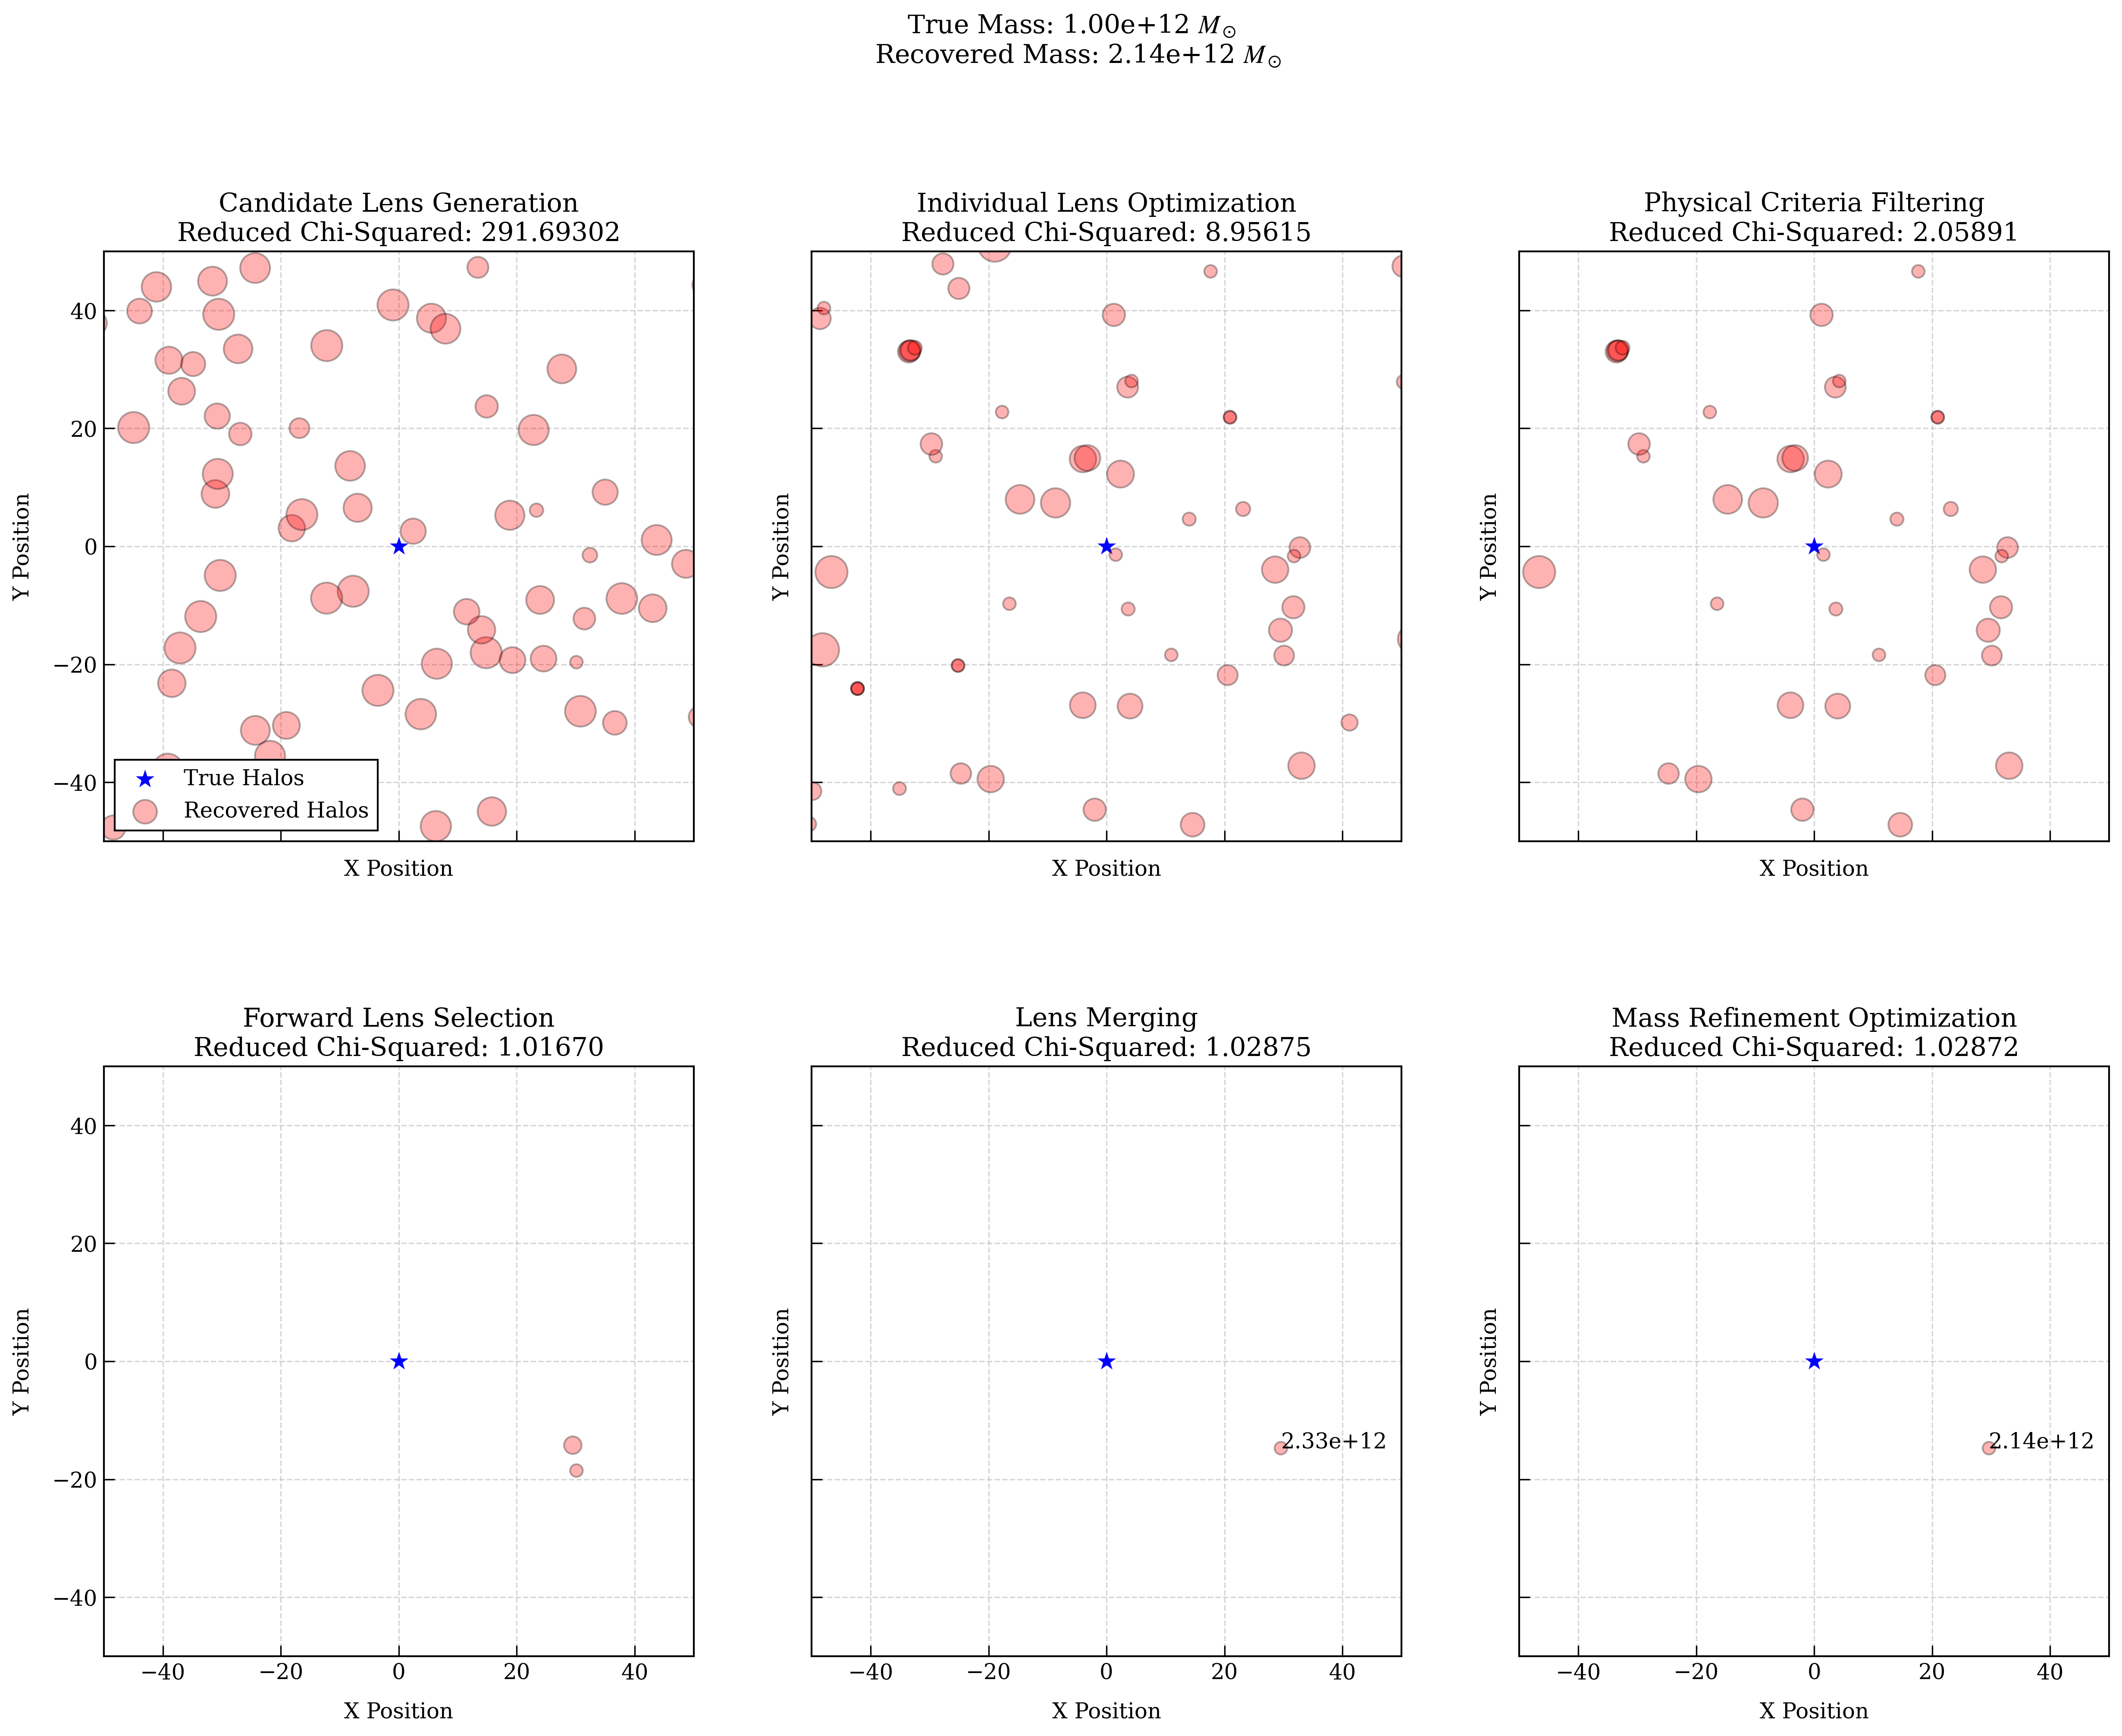 True Mass: 1.00e+12 M⊙
Recovered Mass: 2.14e+12 M⊙
Candidate Lens Generation
Reduced Chi-Squared: 291.69302
Y Position
40
20
0
−20
−40
True Halos
Recovered Halos
X Position
Individual Lens Optimization
Reduced Chi-Squared: 8.95615
Y Position
X Position
Physical Criteria Filtering
Reduced Chi-Squared: 2.05891
Y Position
X Position
Forward Lens Selection
Reduced Chi-Squared: 1.01670
Y Position
40
20
0
−20
−40
−40 −20 0 20 40
X Position
Lens Merging
Reduced Chi-Squared: 1.02875
Y Position
2.33e+12
−40 −20 0 20 40
X Position
Mass Refinement Optimization
Reduced Chi-Squared: 1.02872
Y Position
2.14e+12
−40 −20 0 20 40
X Position